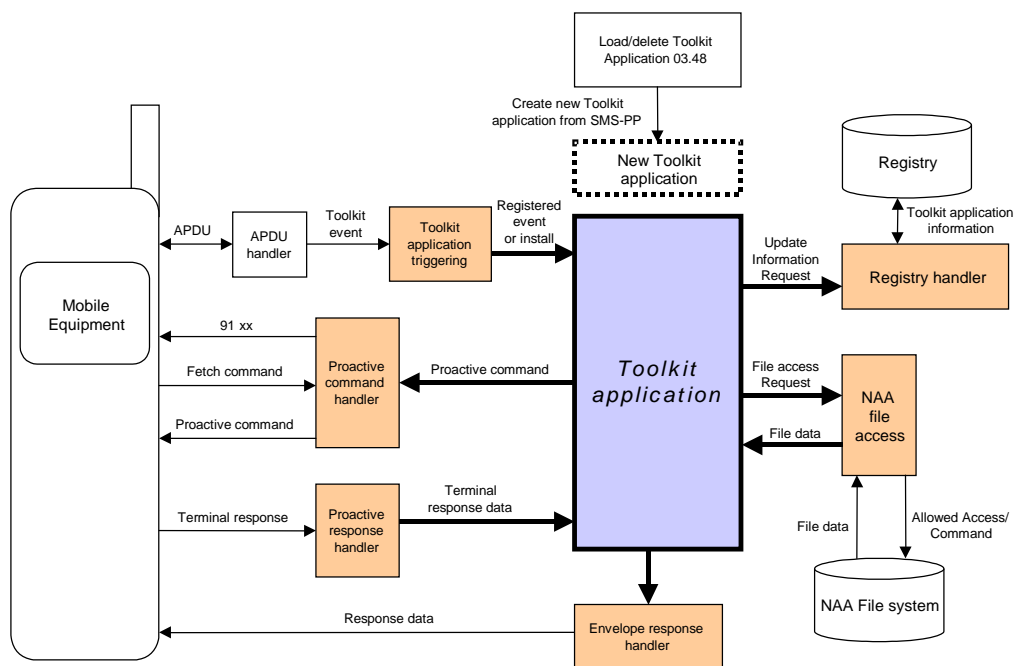 Load/delete Toolkit
Application 03.48
Create new Toolkit
application from SMS-PP
New Toolkit
application
Registry
Toolkit application
information
Registry handler
APDU
APDU
handler
Toolkit
event
Toolkit
application
triggering
Registered
event
or install
Update
Information
Request
Mobile
Equipment
91 xx
Fetch command
Proactive command
Proactive
command
handler
Proactive command
Toolkit
application
File access
Request
File data
NAA
file
access
Terminal response
Proactive
response
handler
Terminal
response data
File data
Allowed Access/
Command
NAA File system
Response data
Envelope response
handler